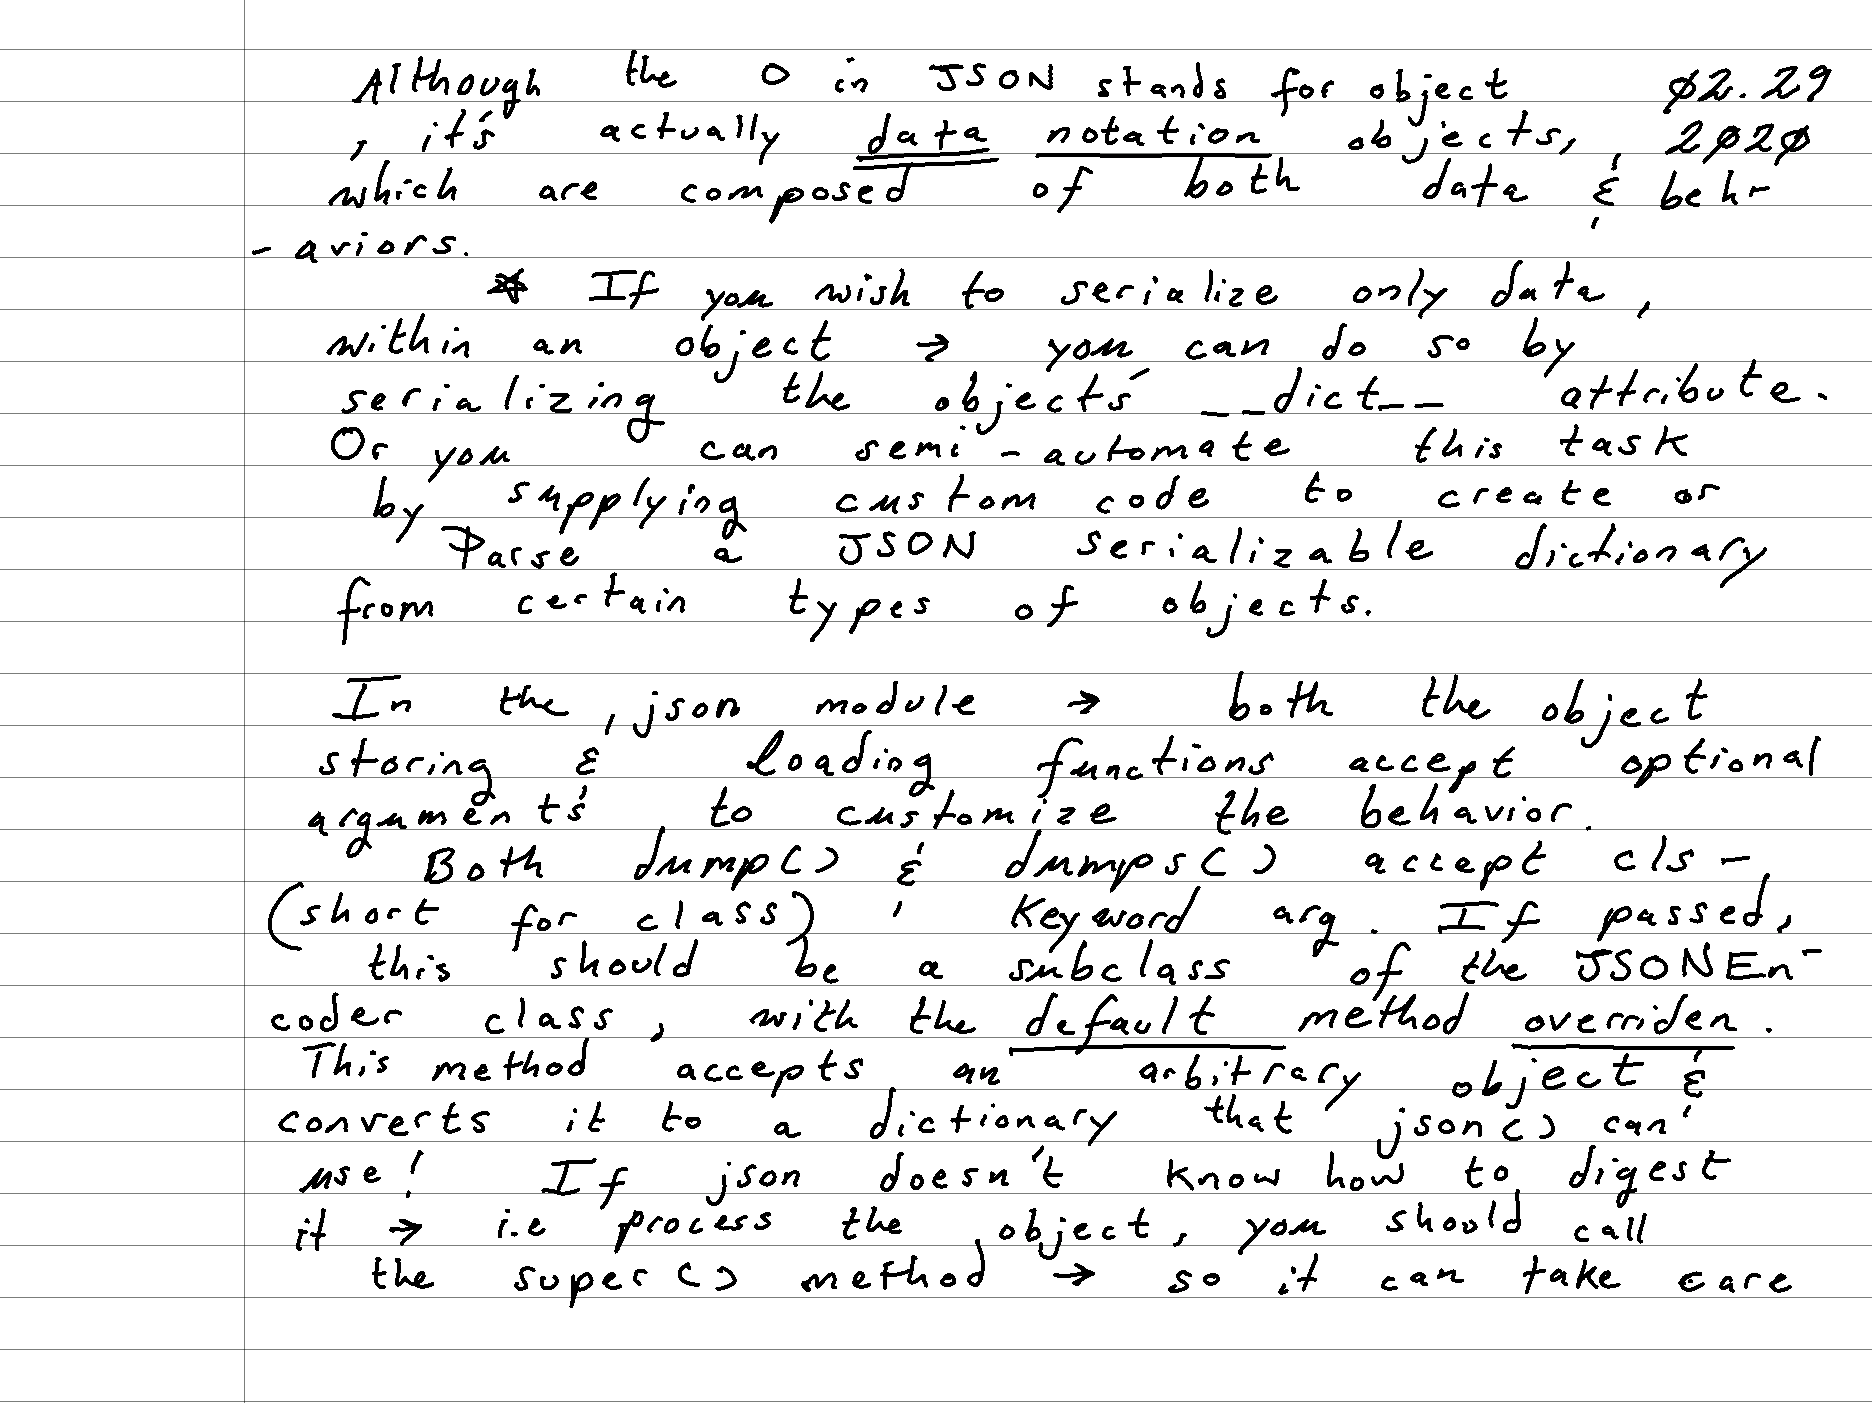 Although the O in JSON stands for object Ø2.29
, it's actually data notation objects, 2Ø2Ø
which are composed of both data & beh-
- aviors.
* If you wish to serialize only data,
within an object → you can do so by
serializing the object's __dict__ attribute.
Or you can semi-automate this task
by supplying custom code to create or
Parse a JSON serializable dictionary
from certain types of objects.
In the , json module → both the object
storing & loading functions accept optional
arguments to customize the behavior.
Both dump() & dumps() accept cls -
(short for class) , keyword arg. If passed,
this should be a subclass of the JSONEn-
coder class, with the default method overriden.
This method accepts an arbitrary object &
converts it to a dictionary that json() can
use! If json doesn't know how to digest
it → i.e process the object, you should call
the super() method → so it can take care